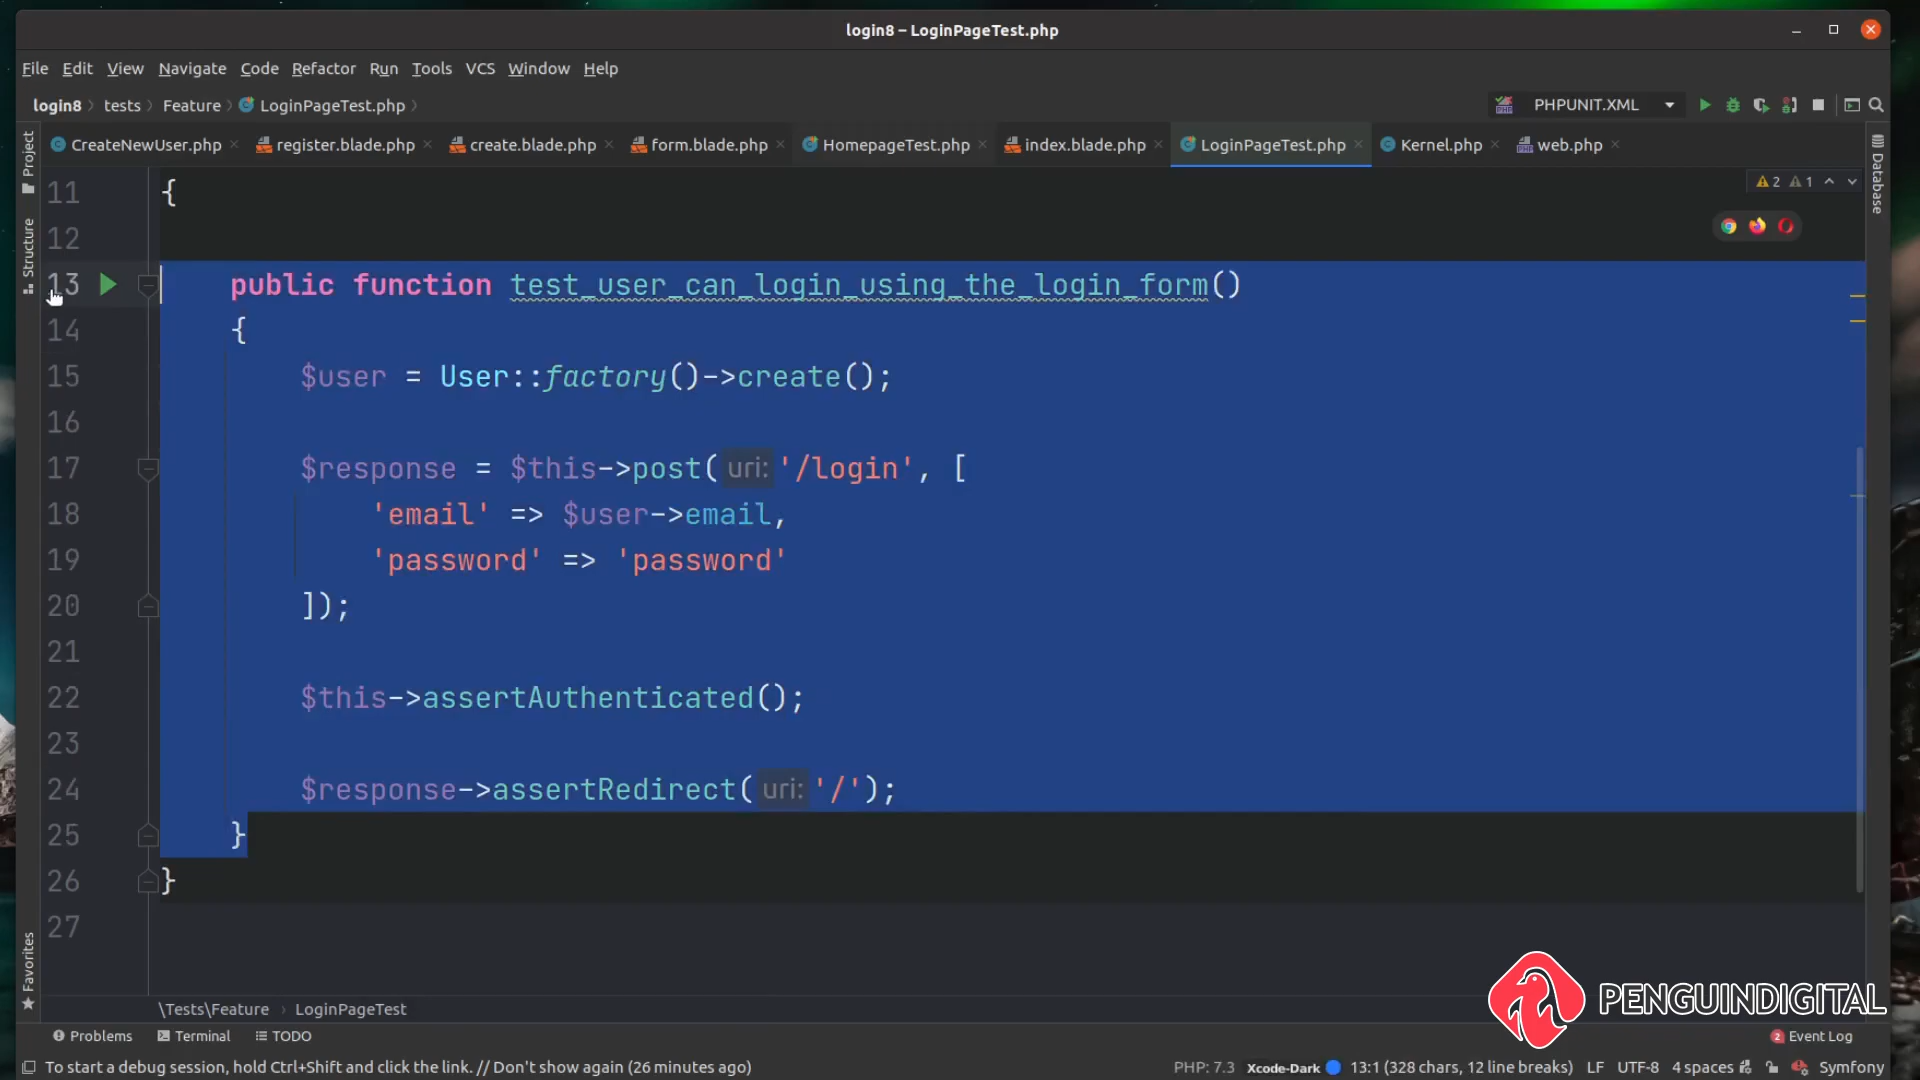 login8 – LoginPageTest.php
File Edit View Navigate Code Refactor Run Tools VCS Window Help
login8 tests Feature LoginPageTest.php PHPUNIT.XML
CreateNewUser.php register.blade.php create.blade.php form.blade.php HomepageTest.php index.blade.php LoginPageTest.php Kernel.php web.php
Project
Structure
Favorites
Database
2 1
11 {
12
13 public function test_user_can_login_using_the_login_form()
14 {
15 $user = User::factory()->create();
16
17 $response = $this->post( uri: '/login', [
18 'email' => $user->email,
19 'password' => 'password'
20 ]);
21
22 $this->assertAuthenticated();
23
24 $response->assertRedirect( uri: '/');
25 }
26 }
27
PENGUINDIGITAL
\Tests\Feature LoginPageTest
Problems Terminal TODO 2 Event Log
To start a debug session, hold Ctrl+Shift and click the link. // Don't show again (26 minutes ago) PHP: 7.3 Xcode-Dark 13:1 (328 chars, 12 line breaks) LF UTF-8 4 spaces Symfony